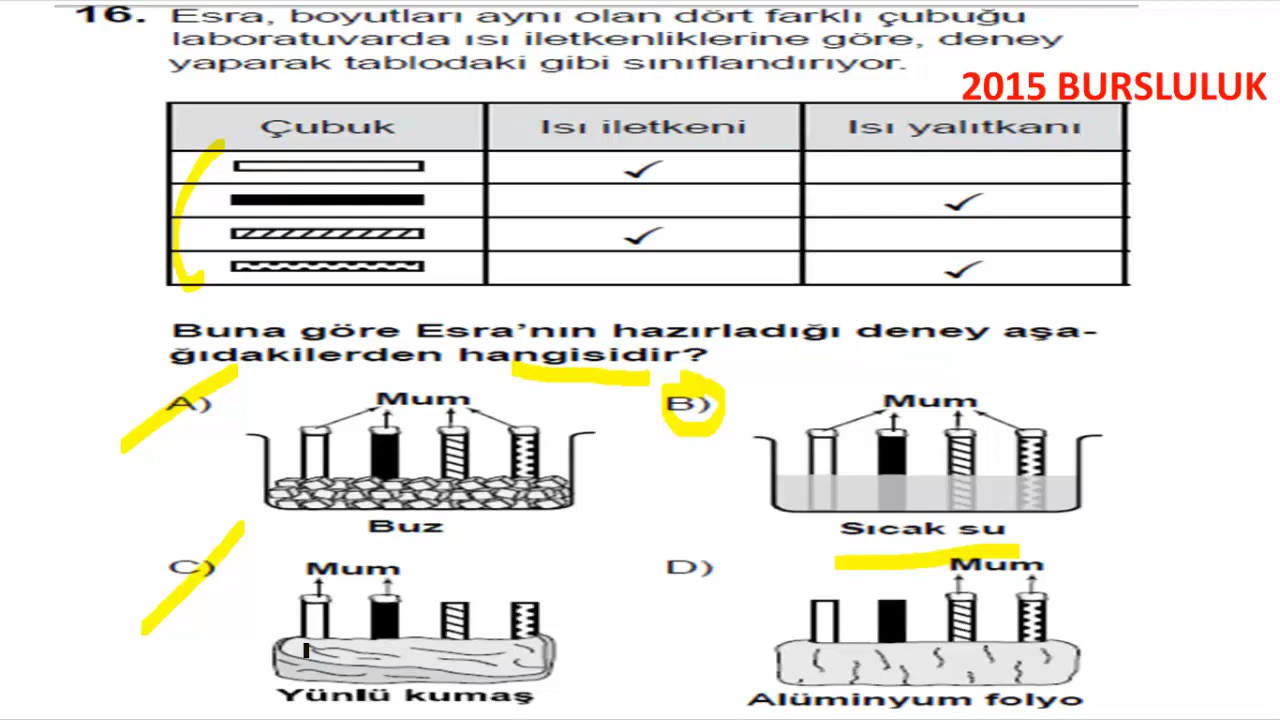 16. Esra, boyutları aynı olan dört farklı çubuğu
laboratuvarda ısı iletkenliklerine göre, deney
yaparak tablodaki gibi sınıflandırıyor.
2015 BURSLULUK
Çubuk Isı iletkeni Isı yalıtkanı
Buna göre Esra'nın hazırladığı deney aşa-
ğıdakilerden hangisidir?
A) Mum
Buz
B) Mum
Sıcak su
C) Mum
Yünlü kumaş
D) Mum
Alüminyum folyo